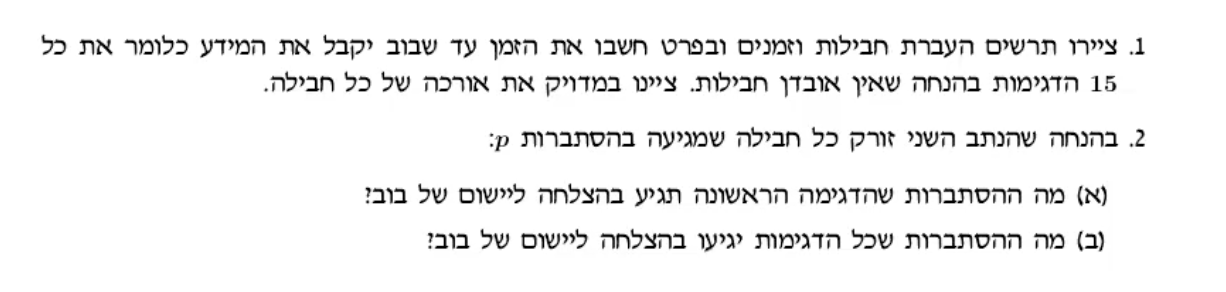 1. ציירו תרשים העברת חבילות וזמנים ובפרט חשבו את הזמן עד שבוב יקבל את המידע כלומר את כל
15 הדגימות בהנחה שאין אובדן חבילות. ציינו במדויק את אורכה של כל חבילה.
2. בהנחה שהנתב השני זורק כל חבילה שמגיעה בהסתברות p:
(א) מה ההסתברות שהדגימה הראשונה תגיע בהצלחה ליישום של בוב?
(ב) מה ההסתברות שכל הדגימות יגיעו בהצלחה ליישום של בוב?